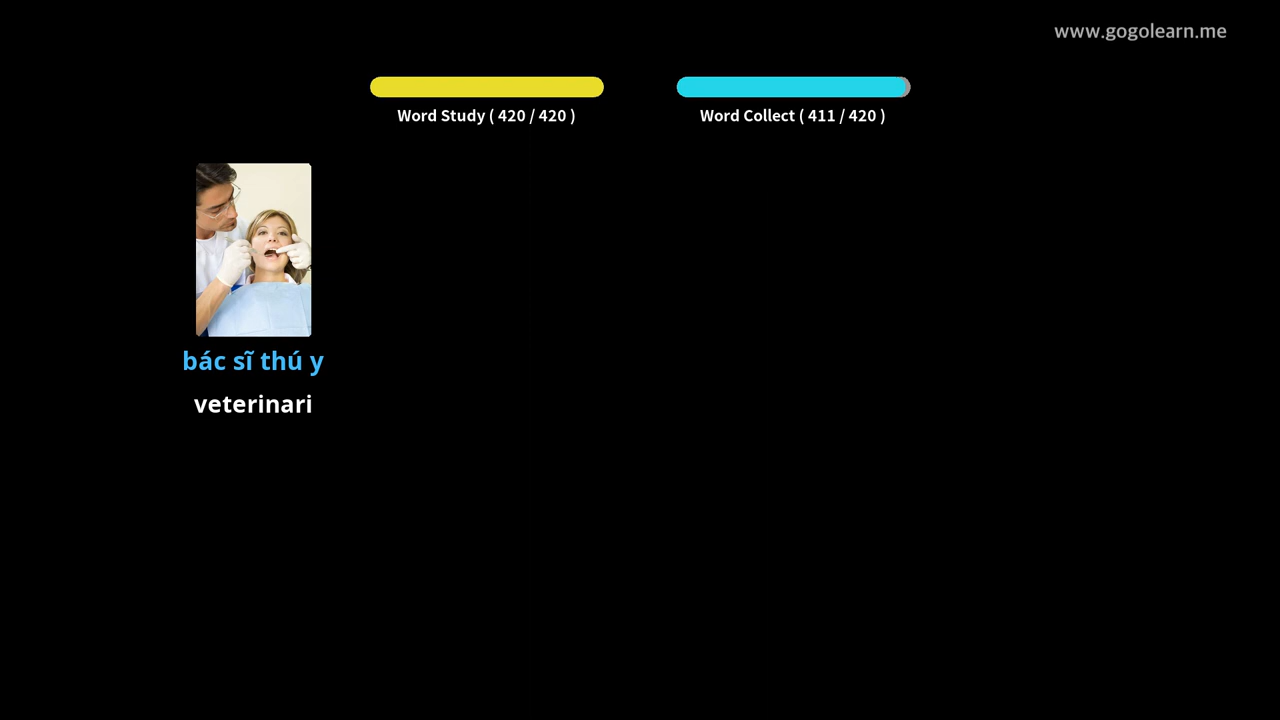 www.gogolearn.me
Word Study ( 420 / 420 )
Word Collect ( 411 / 420 )
bác sĩ thú y
veterinari